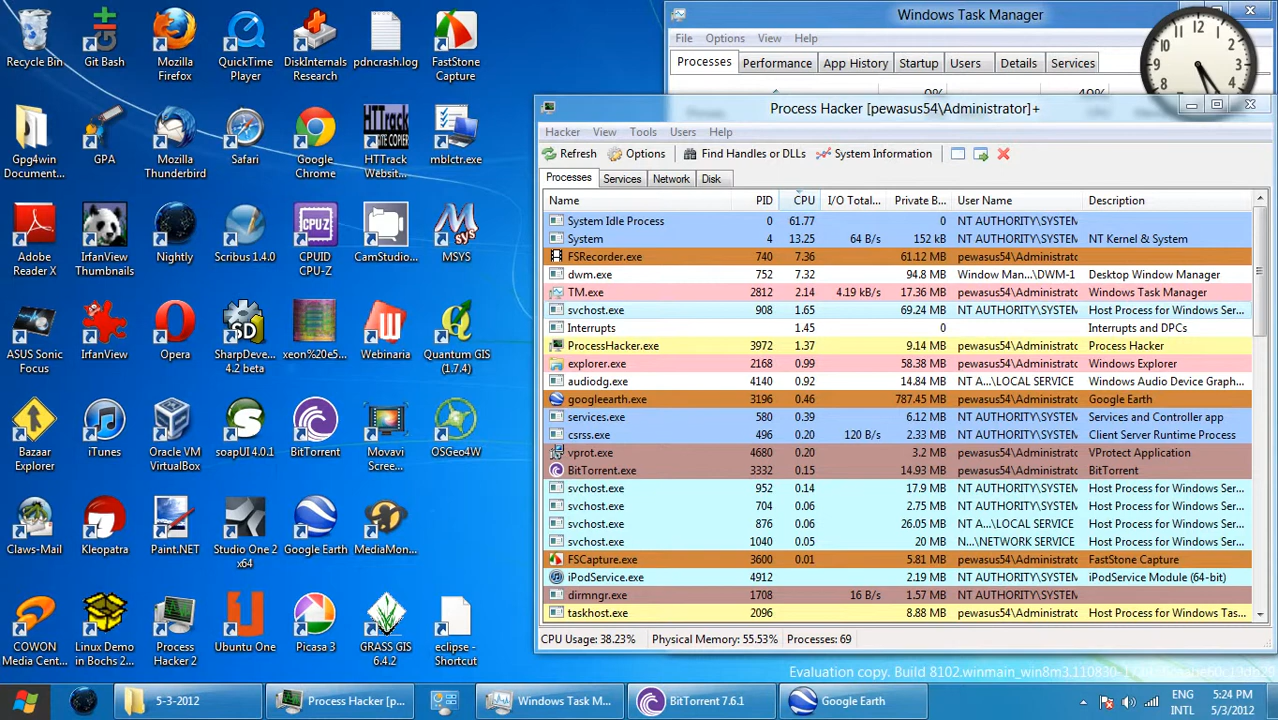 Recycle Bin
Git Bash
Mozilla
Firefox
QuickTime
Player
DiskInternals
Research
pdncrash.log
FastStone
Capture
Gpg4win
Document...
GPA
Mozilla
Thunderbird
Safari
Google
Chrome
HTTrack
Website...
mblctr.exe
Adobe
Reader X
IrfanView
Thumbnails
Nightly
Scribus 1.4.0
CPUID
CPU-Z
CamStudio...
MSYS
ASUS Sonic
Focus
IrfanView
Opera
SharpDeve...
4.2 beta
xeon%20e5...
Webinaria
Quantum GIS
(1.7.4)
Bazaar
Explorer
iTunes
Oracle VM
VirtualBox
soapUI 4.0.1
BitTorrent
Movavi
Scree...
OSGeo4W
Claws-Mail
Kleopatra
Paint.NET
Studio One 2
x64
Google Earth
MediaMon...
COWON
Media Cent...
Linux Demo
in Bochs 2...
Process
Hacker 2
Ubuntu One
Picasa 3
GRASS GIS
6.4.2
eclipse -
Shortcut
Windows Task Manager
File Options View Help
Processes Performance App History Startup Users Details Services
Process Hacker [pewasus54\Administrator]+
Hacker View Tools Users Help
Refresh Options Find Handles or DLLs System Information
Processes Services Network Disk
Name PID CPU I/O Total... Private B... User Name Description
System Idle Process 0 61.77 0 NT AUTHORITY\SYSTEM
System 4 13.25 64 B/s 152 kB NT AUTHORITY\SYSTEM NT Kernel & System
FSRecorder.exe 740 7.36 61.12 MB pewasus54\Administratc
dwm.exe 752 7.32 94.8 MB Window Man...\DWM-1 Desktop Window Manager
TM.exe 2812 2.14 4.19 kB/s 17.36 MB pewasus54\Administratc Windows Task Manager
svchost.exe 908 1.65 69.24 MB NT AUTHORITY\SYSTEM Host Process for Windows Ser...
Interrupts 1.45 0 Interrupts and DPCs
ProcessHacker.exe 3972 1.37 9.14 MB pewasus54\Administratc Process Hacker
explorer.exe 2168 0.99 58.38 MB pewasus54\Administratc Windows Explorer
audiodg.exe 4140 0.92 14.84 MB NT A...\LOCAL SERVICE Windows Audio Device Graph...
googleearth.exe 3196 0.46 787.45 MB pewasus54\Administratc Google Earth
services.exe 580 0.39 6.12 MB NT AUTHORITY\SYSTEM Services and Controller app
csrss.exe 496 0.20 120 B/s 2.33 MB NT AUTHORITY\SYSTEM Client Server Runtime Process
vprot.exe 4680 0.20 3.2 MB pewasus54\Administratc VProtect Application
BitTorrent.exe 3332 0.15 14.93 MB pewasus54\Administratc BitTorrent
svchost.exe 952 0.14 17.9 MB NT AUTHORITY\SYSTEM Host Process for Windows Ser...
svchost.exe 704 0.06 2.75 MB NT AUTHORITY\SYSTEM Host Process for Windows Ser...
svchost.exe 876 0.06 26.05 MB NT A...\LOCAL SERVICE Host Process for Windows Ser...
svchost.exe 1040 0.05 20 MB N...\NETWORK SERVICE Host Process for Windows Ser...
FSCapture.exe 3600 0.01 5.81 MB pewasus54\Administratc FastStone Capture
iPodService.exe 4912 2.19 MB NT AUTHORITY\SYSTEM iPodService Module (64-bit)
dirmngr.exe 1708 16 B/s 1.57 MB NT AUTHORITY\SYSTEM
taskhost.exe 2096 8.88 MB pewasus54\Administratc Host Process for Windows Tas...
CPU Usage: 38.23% Physical Memory: 55.53% Processes: 69
Evaluation copy. Build 8102.winmain_win8m3.110830-
5-3-2012 Process Hacker [p... Windows Task M... BitTorrent 7.6.1 Google Earth
ENG
INTL
5:24 PM
5/3/2012